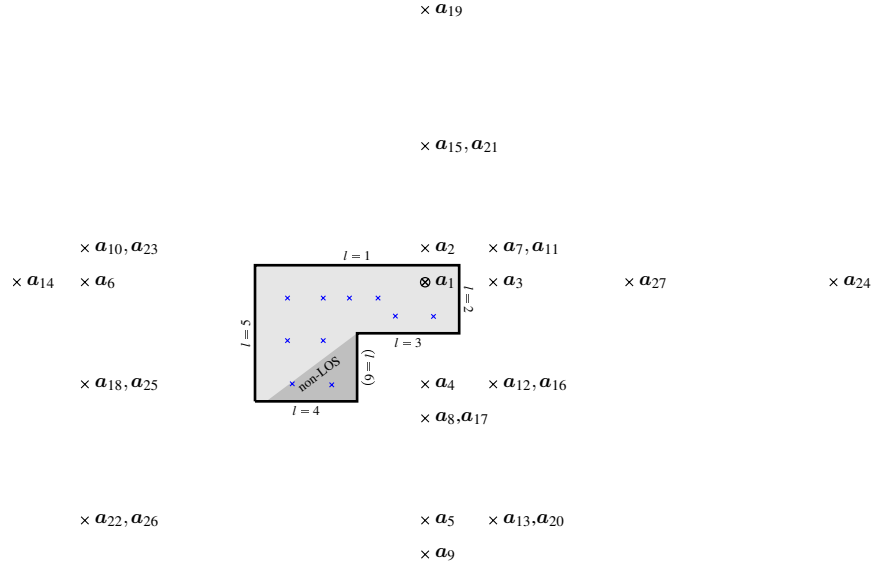 a19
a15, a21
a10, a23
a2
a7, a11
l = 1
a14
a6
a1
l = 2
a3
a27
a24
l = 5
l = 3
non-LOS
(l = 6)
a18, a25
a4
a12, a16
l = 4
a8,a17
a22, a26
a5
a13,a20
a9